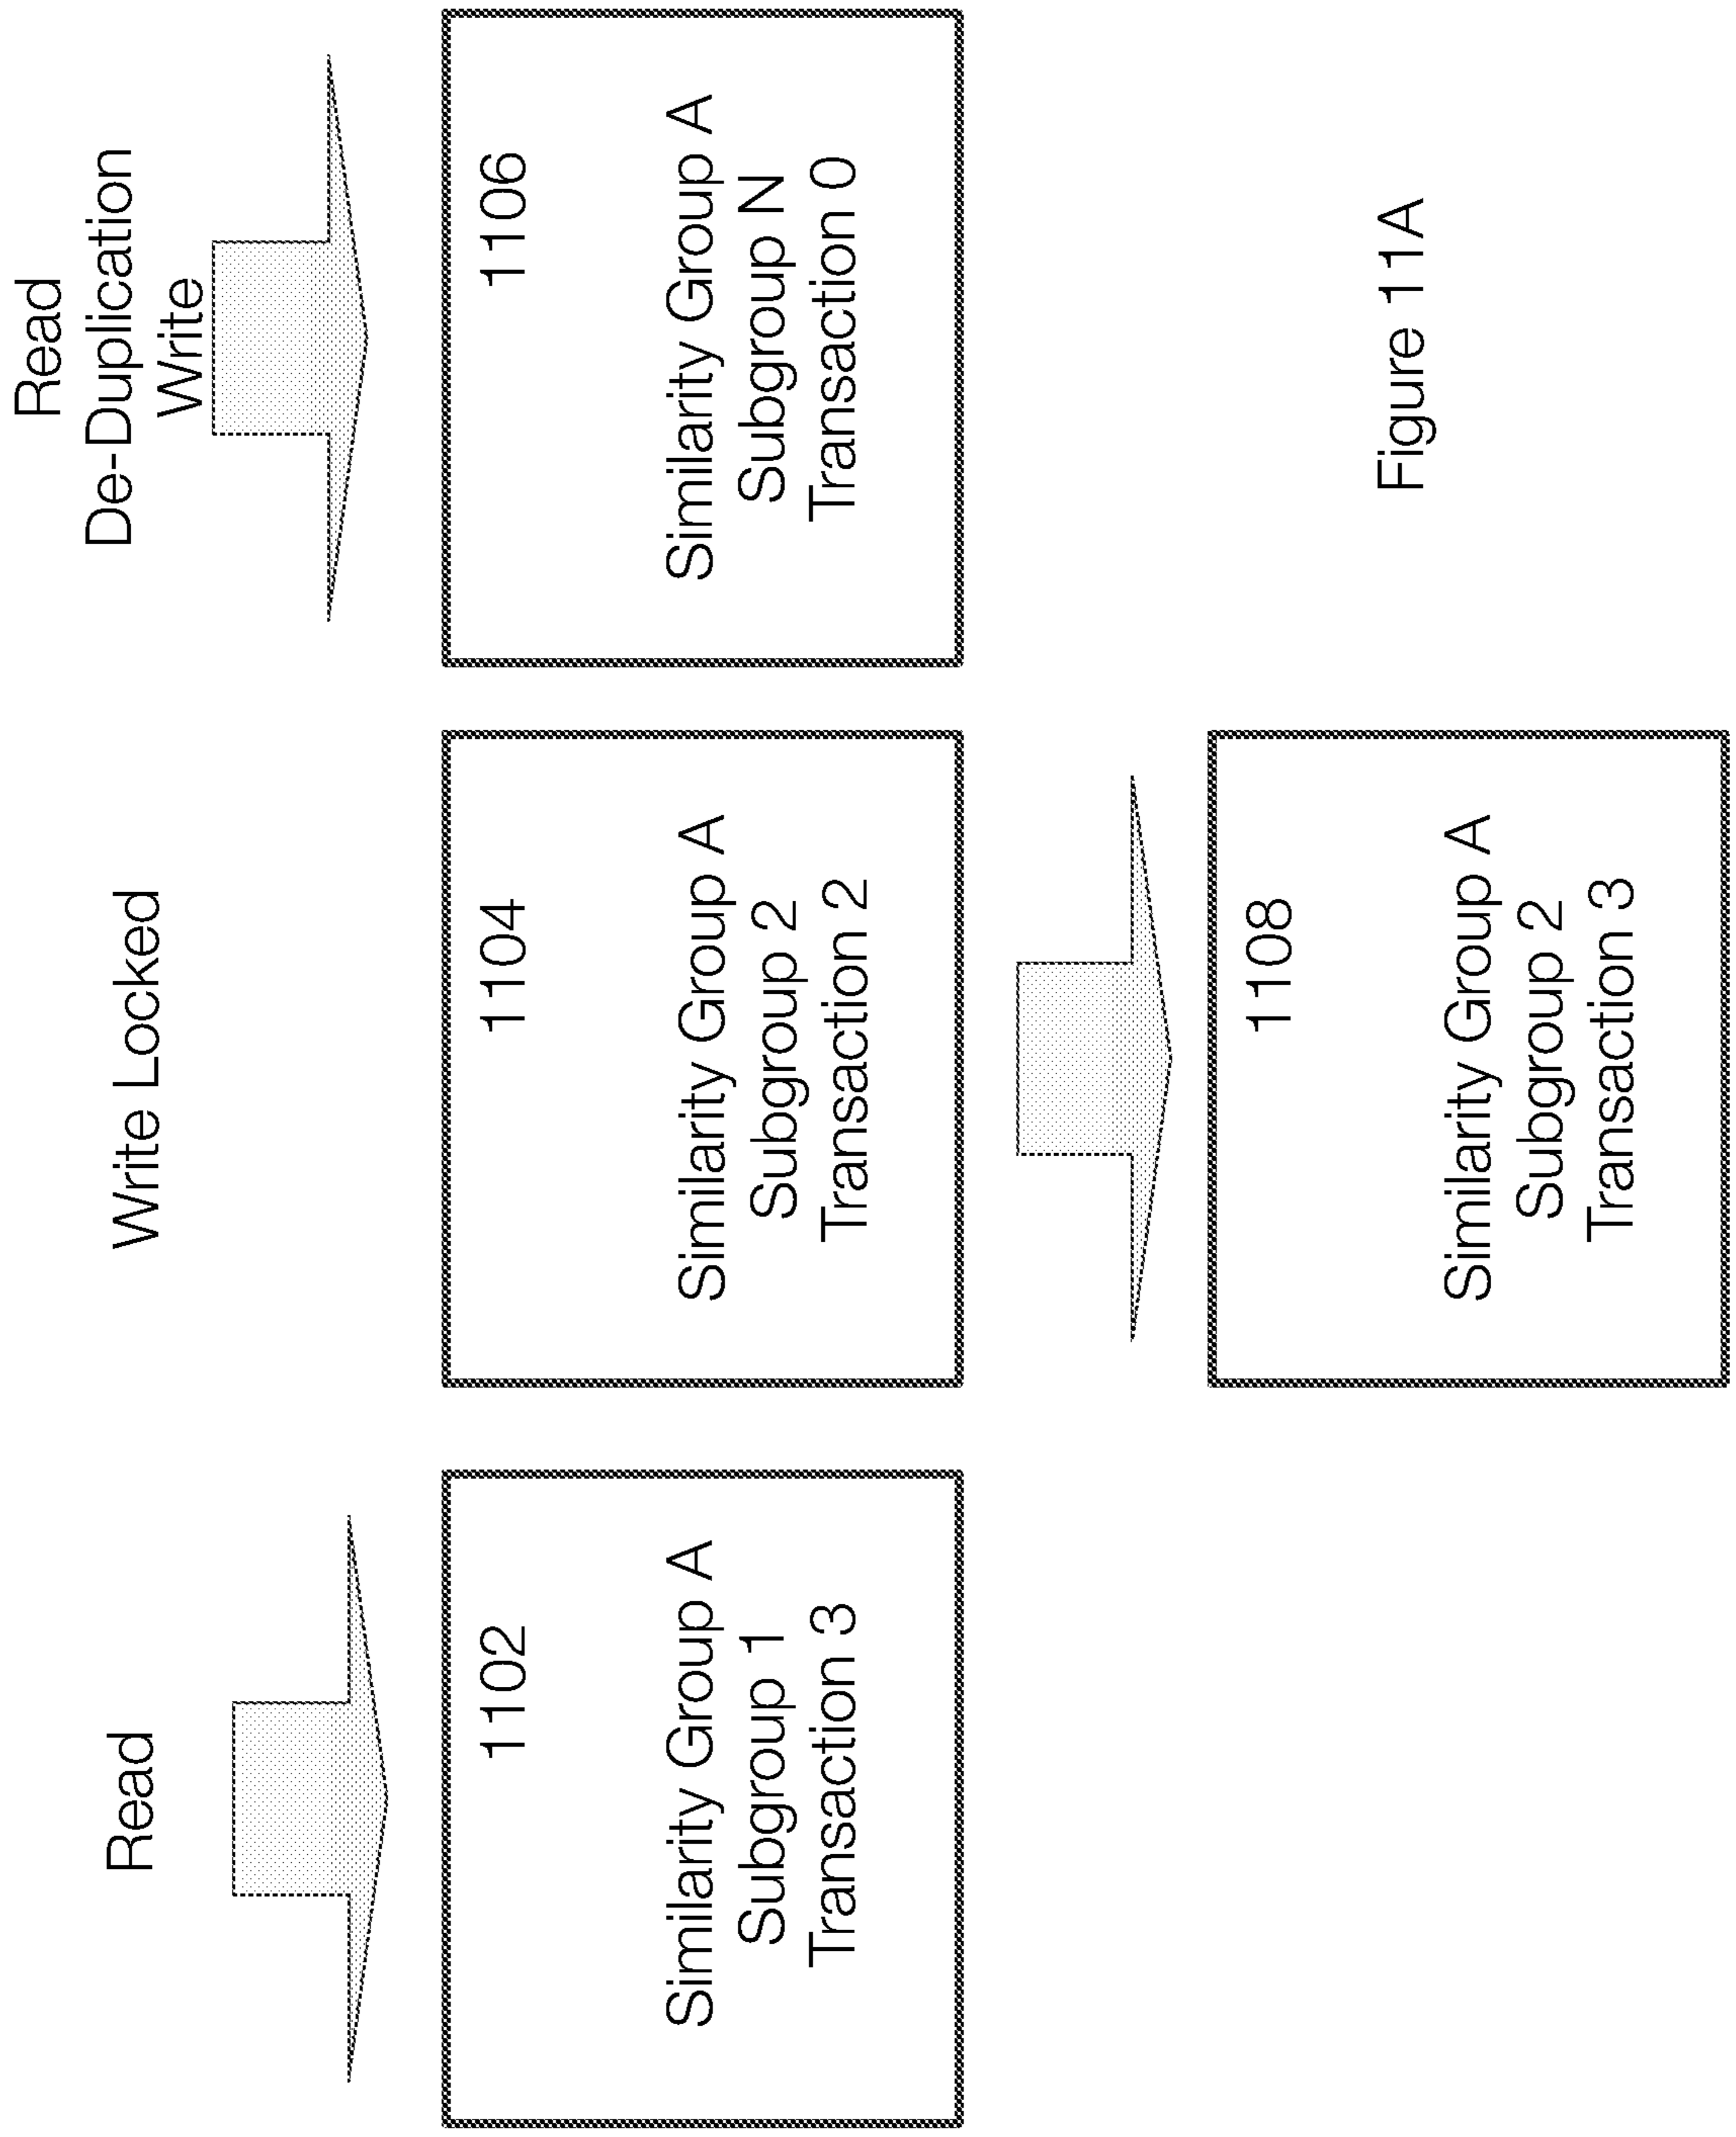 Read
Write Locked
Read
De-Duplication
Write
1102
Similarity Group A
Subgroup 1
Transaction 3
1104
Similarity Group A
Subgroup 2
Transaction 2
1106
Similarity Group A
Subgroup N
Transaction 0
1108
Similarity Group A
Subgroup 2
Transaction 3
Figure 11A